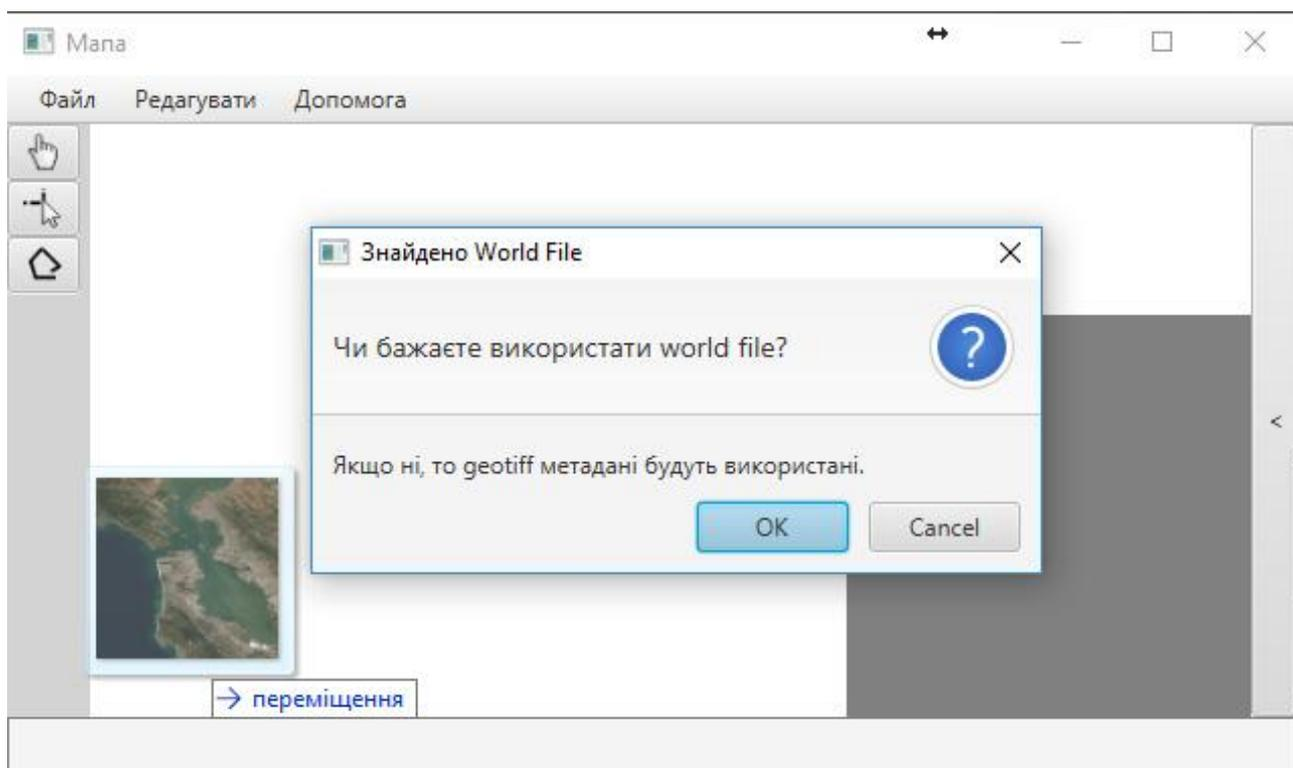 Мапа
Файл Редагувати Допомога
Знайдено World File
Чи бажаєте використати world file?
?
Якщо ні, то geotiff метадані будуть використані.
OK Cancel
<
→ переміщення